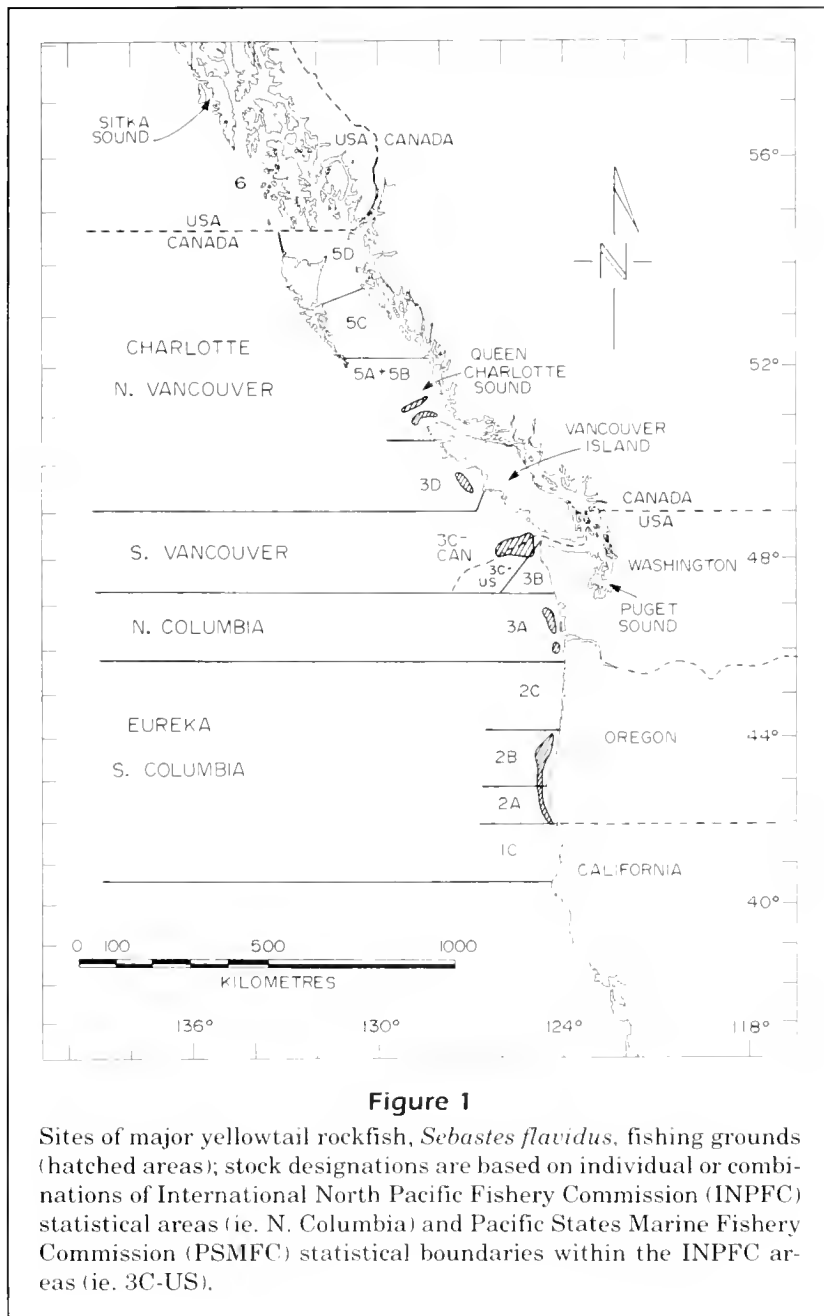 SITKA
SOUND
USA CANADA
56°
6
USA
CANADA
5D
N
5C
CHARLOTTE
QUEEN
CHARLOTTE
SOUND
52°
5A + 5B
N. VANCOUVER
VANCOUVER
ISLAND
3D
CANADA
USA
3C-
CAN
S. VANCOUVER
48°
3C-
US
3B
WASHINGTON
PUGET
SOUND
N. COLUMBIA
3A
2C
EUREKA
44°
OREGON
2B
S. COLUMBIA
2A
1C
CALIFORNIA
40°
0 100 500 1000
KILOMETRES
136° 130° 124° 118°
Figure 1
Sites of major yellowtail rockfish, Sebastes flavidus, fishing grounds
(hatched areas); stock designations are based on individual or combi-
nations of International North Pacific Fishery Commission (INPFC)
statistical areas (ie. N. Columbia) and Pacific States Marine Fishery
Commission (PSMFC) statistical boundaries within the INPFC ar-
eas (ie. 3C-US).